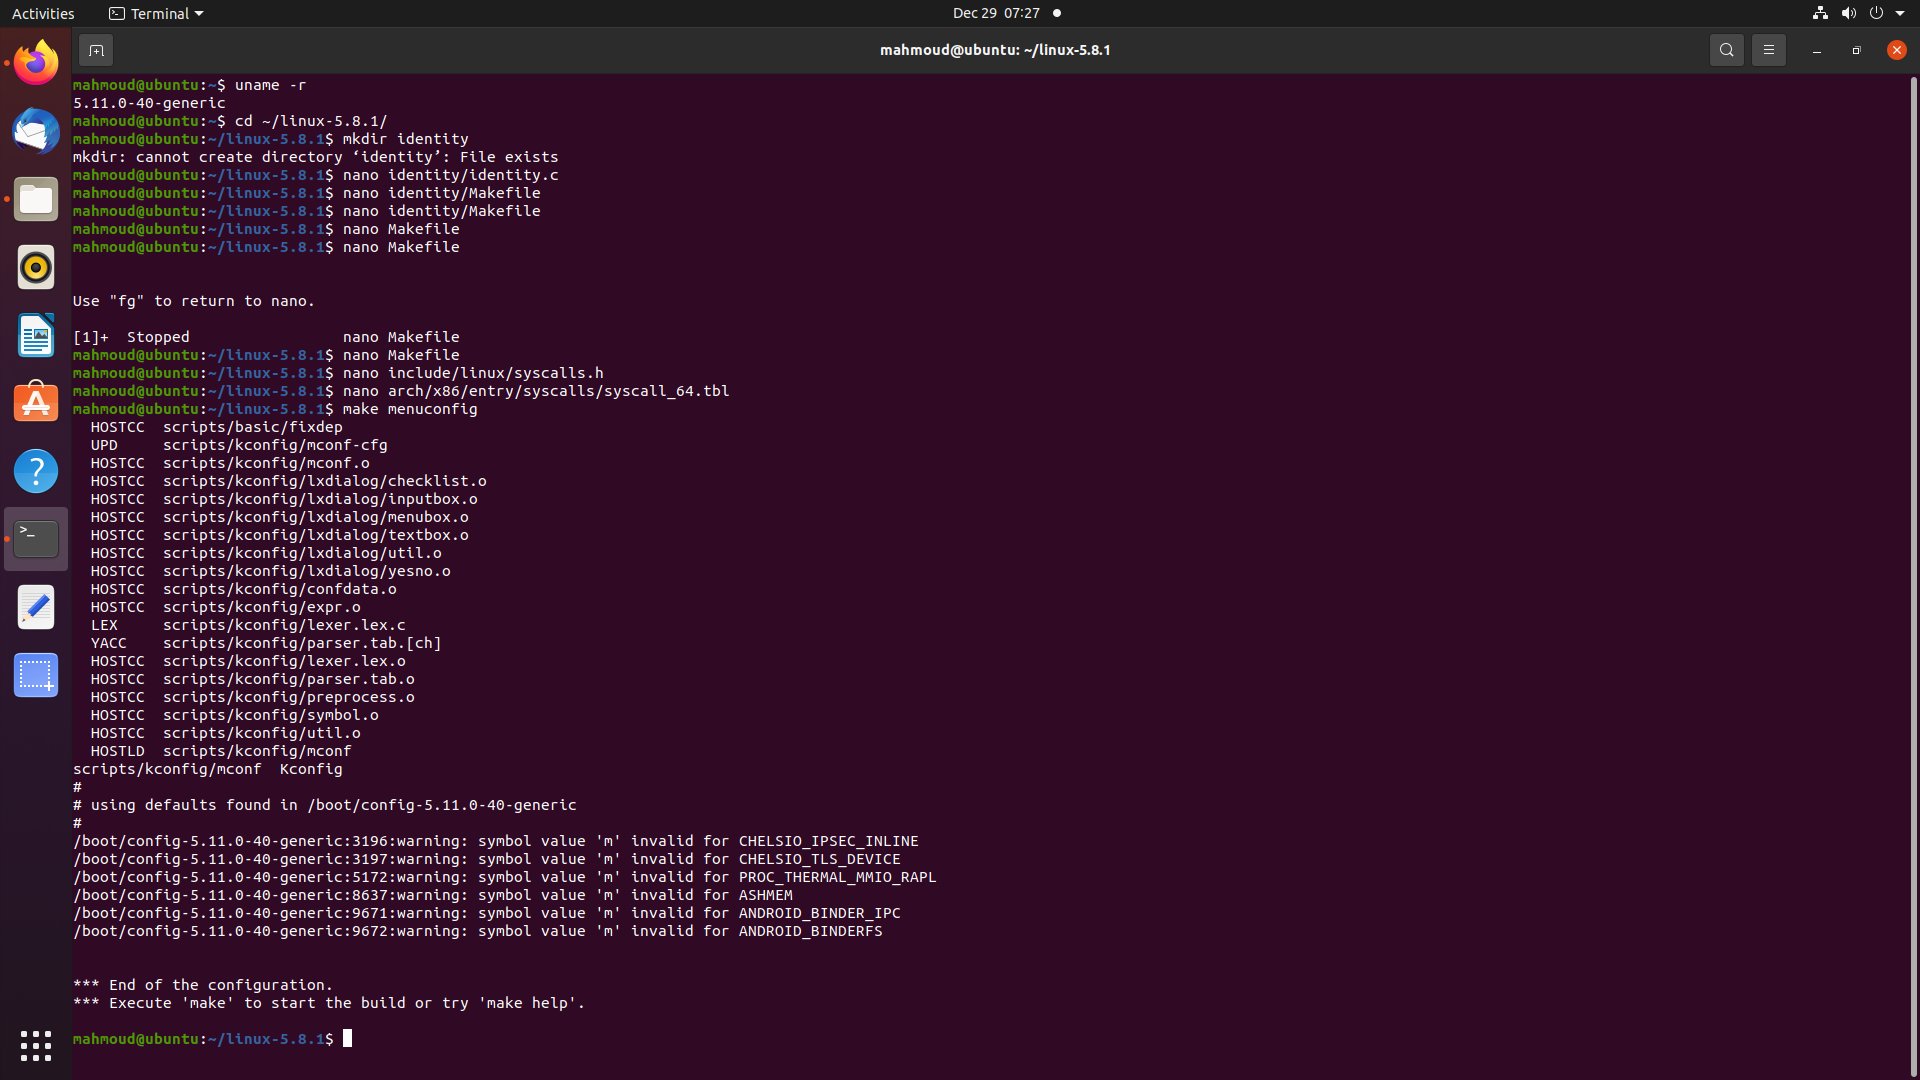 Activities Terminal Dec 29 07:27
mahmoud@ubuntu: ~/linux-5.8.1
mahmoud@ubuntu:~$ uname -r
5.11.0-40-generic
mahmoud@ubuntu:~$ cd ~/linux-5.8.1/
mahmoud@ubuntu:~/linux-5.8.1$ mkdir identity
mkdir: cannot create directory ‘identity’: File exists
mahmoud@ubuntu:~/linux-5.8.1$ nano identity/identity.c
mahmoud@ubuntu:~/linux-5.8.1$ nano identity/Makefile
mahmoud@ubuntu:~/linux-5.8.1$ nano identity/Makefile
mahmoud@ubuntu:~/linux-5.8.1$ nano Makefile
mahmoud@ubuntu:~/linux-5.8.1$ nano Makefile
Use "fg" to return to nano.
[1]+  Stopped                 nano Makefile
mahmoud@ubuntu:~/linux-5.8.1$ nano Makefile
mahmoud@ubuntu:~/linux-5.8.1$ nano include/linux/syscalls.h
mahmoud@ubuntu:~/linux-5.8.1$ nano arch/x86/entry/syscalls/syscall_64.tbl
mahmoud@ubuntu:~/linux-5.8.1$ make menuconfig
  HOSTCC  scripts/basic/fixdep
  UPD     scripts/kconfig/mconf-cfg
  HOSTCC  scripts/kconfig/mconf.o
  HOSTCC  scripts/kconfig/lxdialog/checklist.o
  HOSTCC  scripts/kconfig/lxdialog/inputbox.o
  HOSTCC  scripts/kconfig/lxdialog/menubox.o
  HOSTCC  scripts/kconfig/lxdialog/textbox.o
  HOSTCC  scripts/kconfig/lxdialog/util.o
  HOSTCC  scripts/kconfig/lxdialog/yesno.o
  HOSTCC  scripts/kconfig/confdata.o
  HOSTCC  scripts/kconfig/expr.o
  LEX     scripts/kconfig/lexer.lex.c
  YACC    scripts/kconfig/parser.tab.[ch]
  HOSTCC  scripts/kconfig/lexer.lex.o
  HOSTCC  scripts/kconfig/parser.tab.o
  HOSTCC  scripts/kconfig/preprocess.o
  HOSTCC  scripts/kconfig/symbol.o
  HOSTCC  scripts/kconfig/util.o
  HOSTLD  scripts/kconfig/mconf
scripts/kconfig/mconf  Kconfig
#
# using defaults found in /boot/config-5.11.0-40-generic
#
/boot/config-5.11.0-40-generic:3196:warning: symbol value 'm' invalid for CHELSIO_IPSEC_INLINE
/boot/config-5.11.0-40-generic:3197:warning: symbol value 'm' invalid for CHELSIO_TLS_DEVICE
/boot/config-5.11.0-40-generic:5172:warning: symbol value 'm' invalid for PROC_THERMAL_MMIO_RAPL
/boot/config-5.11.0-40-generic:8637:warning: symbol value 'm' invalid for ASHMEM
/boot/config-5.11.0-40-generic:9671:warning: symbol value 'm' invalid for ANDROID_BINDER_IPC
/boot/config-5.11.0-40-generic:9672:warning: symbol value 'm' invalid for ANDROID_BINDERFS
*** End of the configuration.
*** Execute 'make' to start the build or try 'make help'.
mahmoud@ubuntu:~/linux-5.8.1$